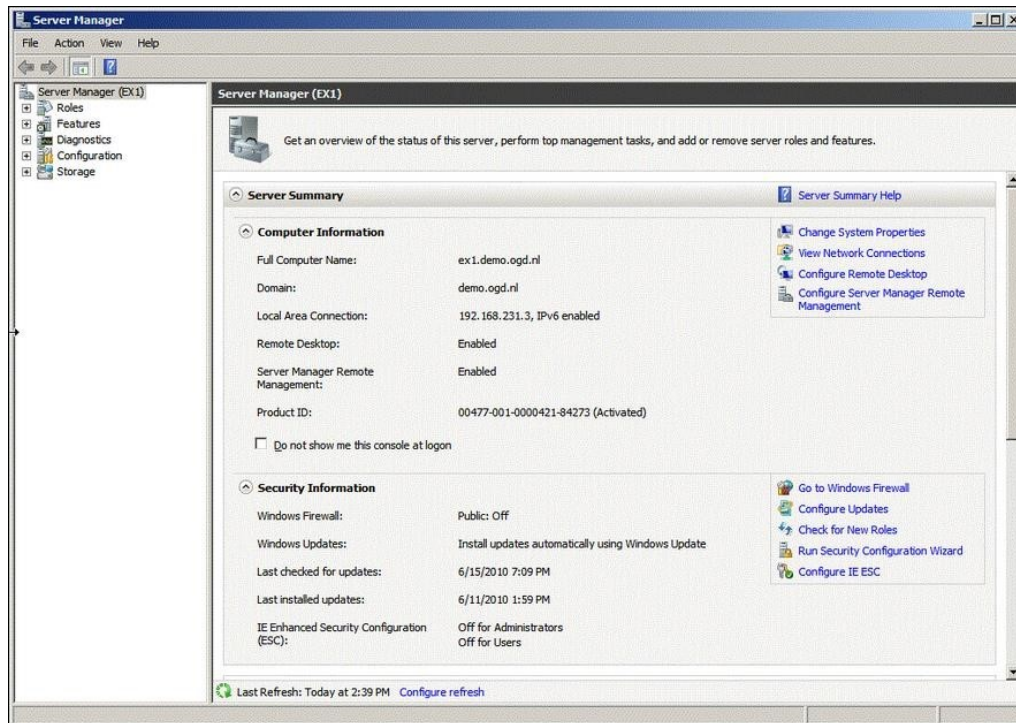 Server Manager
File Action View Help
Server Manager (EX1)
Roles
Features
Diagnostics
Configuration
Storage
Server Manager (EX1)
Get an overview of the status of this server, perform top management tasks, and add or remove server roles and features.
Server Summary
Server Summary Help
Computer Information
Full Computer Name: ex1.demo.ogd.nl
Domain: demo.ogd.nl
Local Area Connection: 192.168.231.3, IPv6 enabled
Remote Desktop: Enabled
Server Manager Remote Enabled
Management:
Product ID: 00477-001-0000421-84273 (Activated)
Do not show me this console at logon
Change System Properties
View Network Connections
Configure Remote Desktop
Configure Server Manager Remote
Management
Security Information
Windows Firewall: Public: Off
Windows Updates: Install updates automatically using Windows Update
Last checked for updates: 6/15/2010 7:09 PM
Last installed updates: 6/11/2010 1:59 PM
IE Enhanced Security Configuration Off for Administrators
(ESC): Off for Users
Go to Windows Firewall
Configure Updates
Check for New Roles
Run Security Configuration Wizard
Configure IE ESC
Last Refresh: Today at 2:39 PM Configure refresh